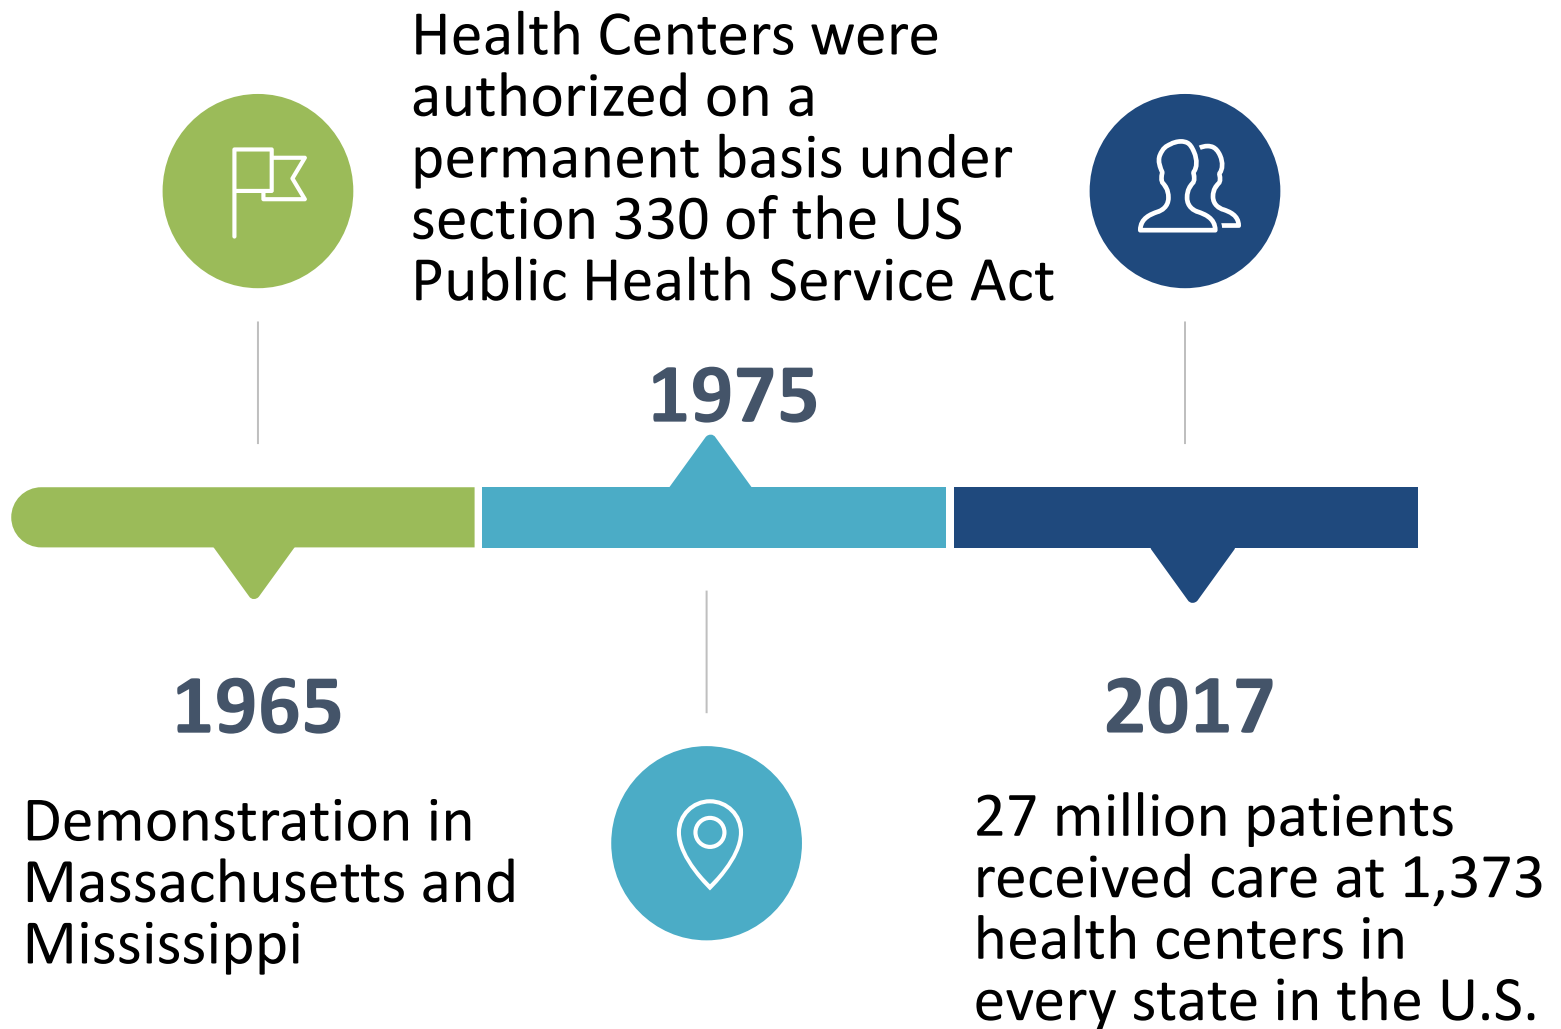 Health Centers were
authorized on a
permanent basis under
section 330 of the US
Public Health Service Act
1975
1965
Demonstration in
Massachusetts and
Mississippi
2017
27 million patients
received care at 1,373
health centers in
every state in the U.S.